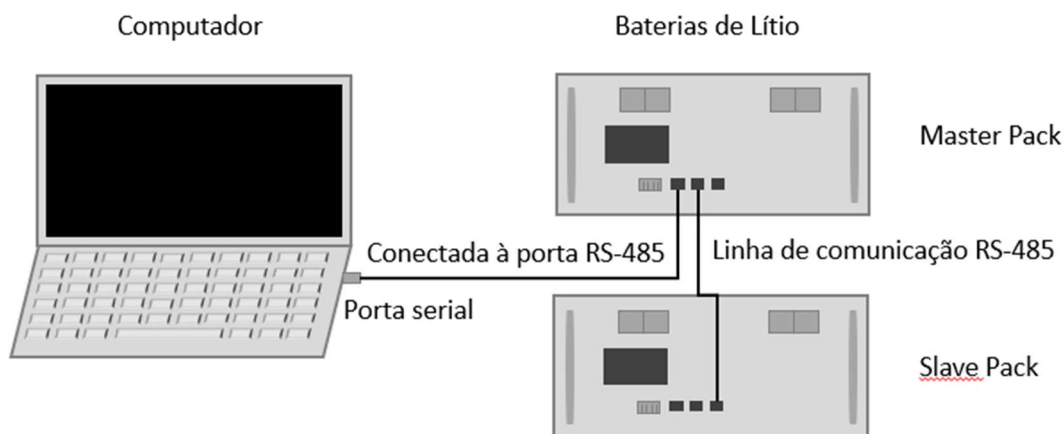 Computador
Baterias de Lítio
Master Pack
Conectada à porta RS-485
Linha de comunicação RS-485
Porta serial
Slave Pack